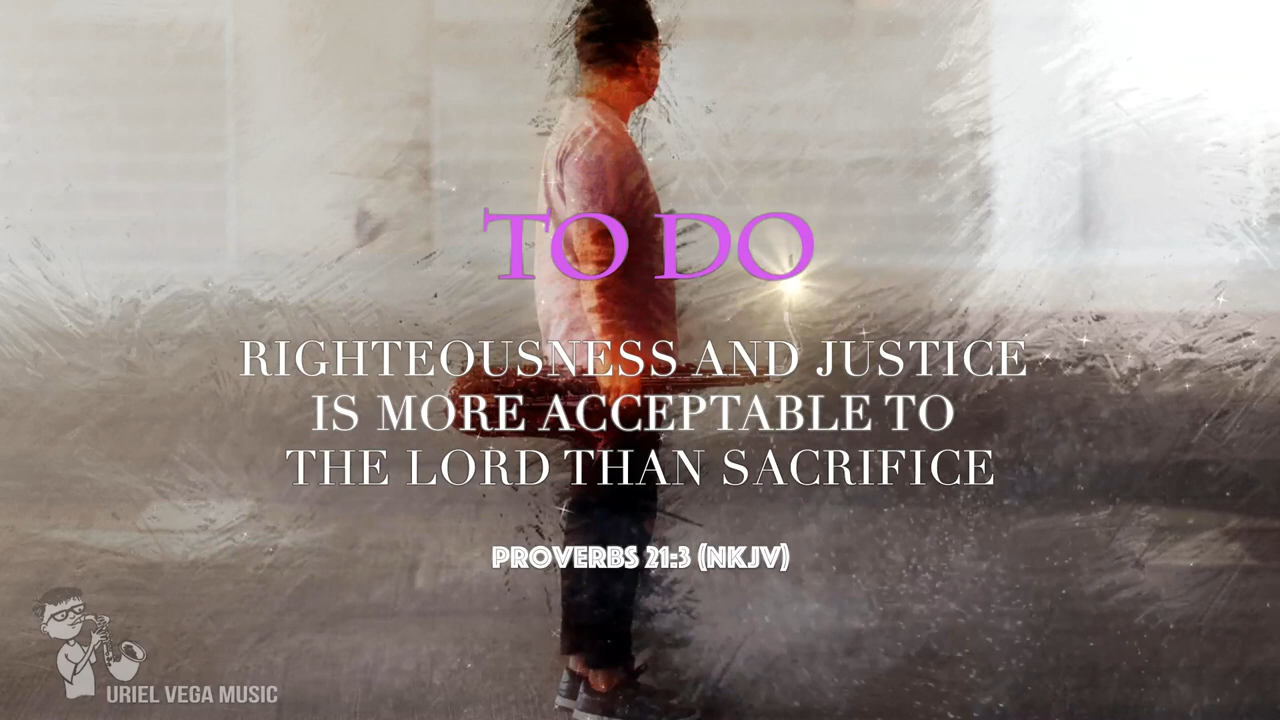 TO DO
RIGHTEOUSNESS AND JUSTICE
IS MORE ACCEPTABLE TO
THE LORD THAN SACRIFICE
PROVERBS 21:3 (NKJV)
URIEL VEGA MUSIC